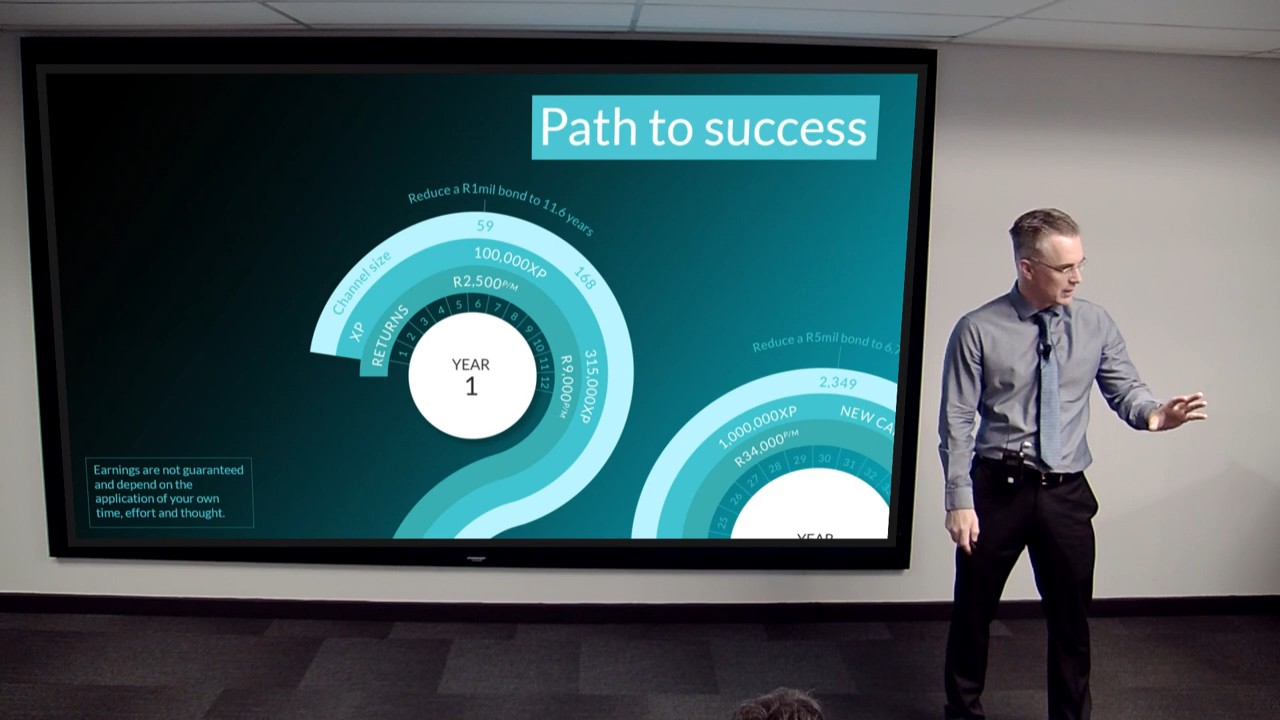 Path to success
Reduce a R1mil bond to 11.6 years
Channel size
59
168
XP
100,000XP
315,000XP
RETURNS
R2,500P/M
R9,000P/M
1 2 3 4 5 6 7 8 9 10 11 12
YEAR
1
Reduce a R5mil bond to 6.7
2,349
1,000,000XP
NEW CA
R34,000P/M
25 26 27 28 29 30 31 32
YEAR
Earnings are not guaranteed
and depend on the
application of your own
time, effort and thought.